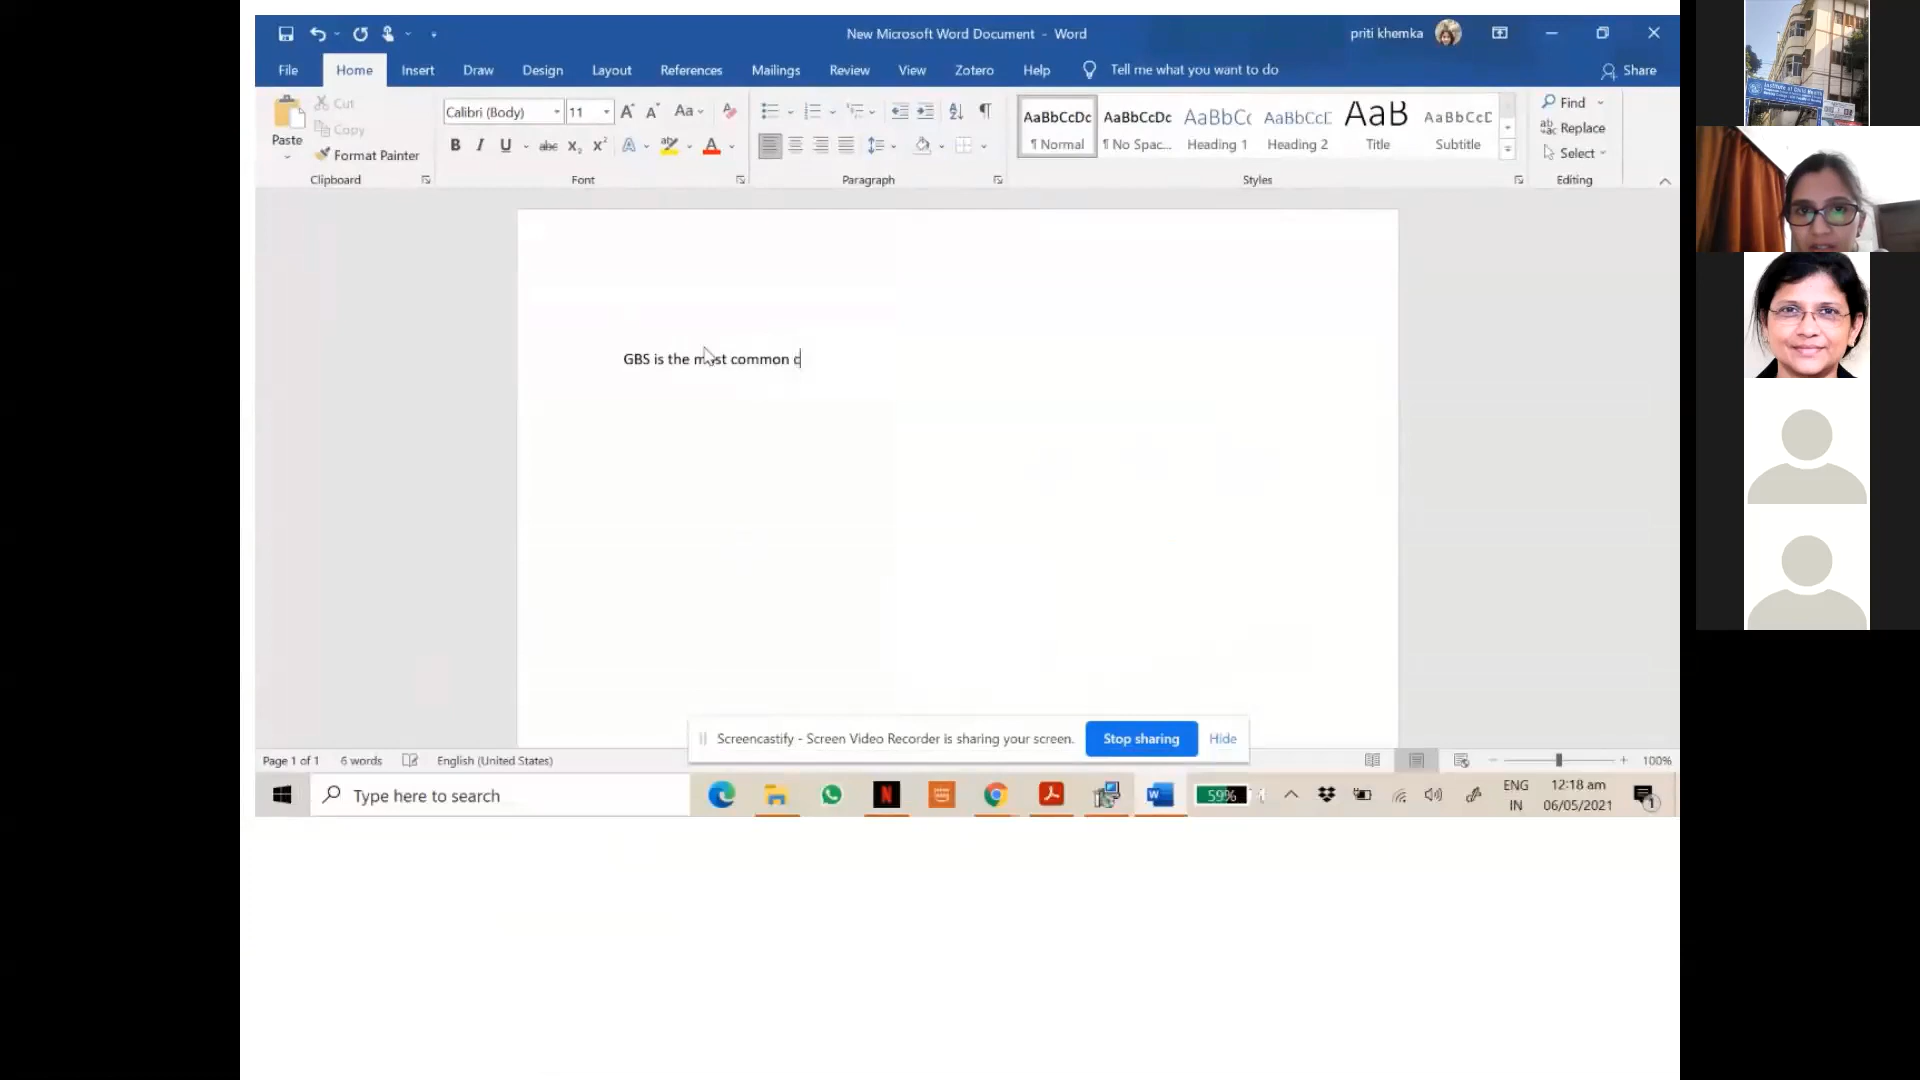 New Microsoft Word Document - Word
priti khemka
File Home Insert Draw Design Layout References Mailings Review View Zotero Help Tell me what you want to do Share
Paste
Cut
Copy
Format Painter
Clipboard
Calibri (Body) 11
Font
Paragraph
AaBbCcDc AaBbCcDc AaBbCc AaBbCcD AaB AaBbCcD
¶ Normal ¶ No Spac... Heading 1 Heading 2 Title Subtitle
Styles
Find
Replace
Select
Editing
GBS is the most common c
Screencastify - Screen Video Recorder is sharing your screen. Stop sharing Hide
Page 1 of 1 6 words English (United States) 100%
Type here to search
59%
ENG
IN
12:18 am
06/05/2021
1